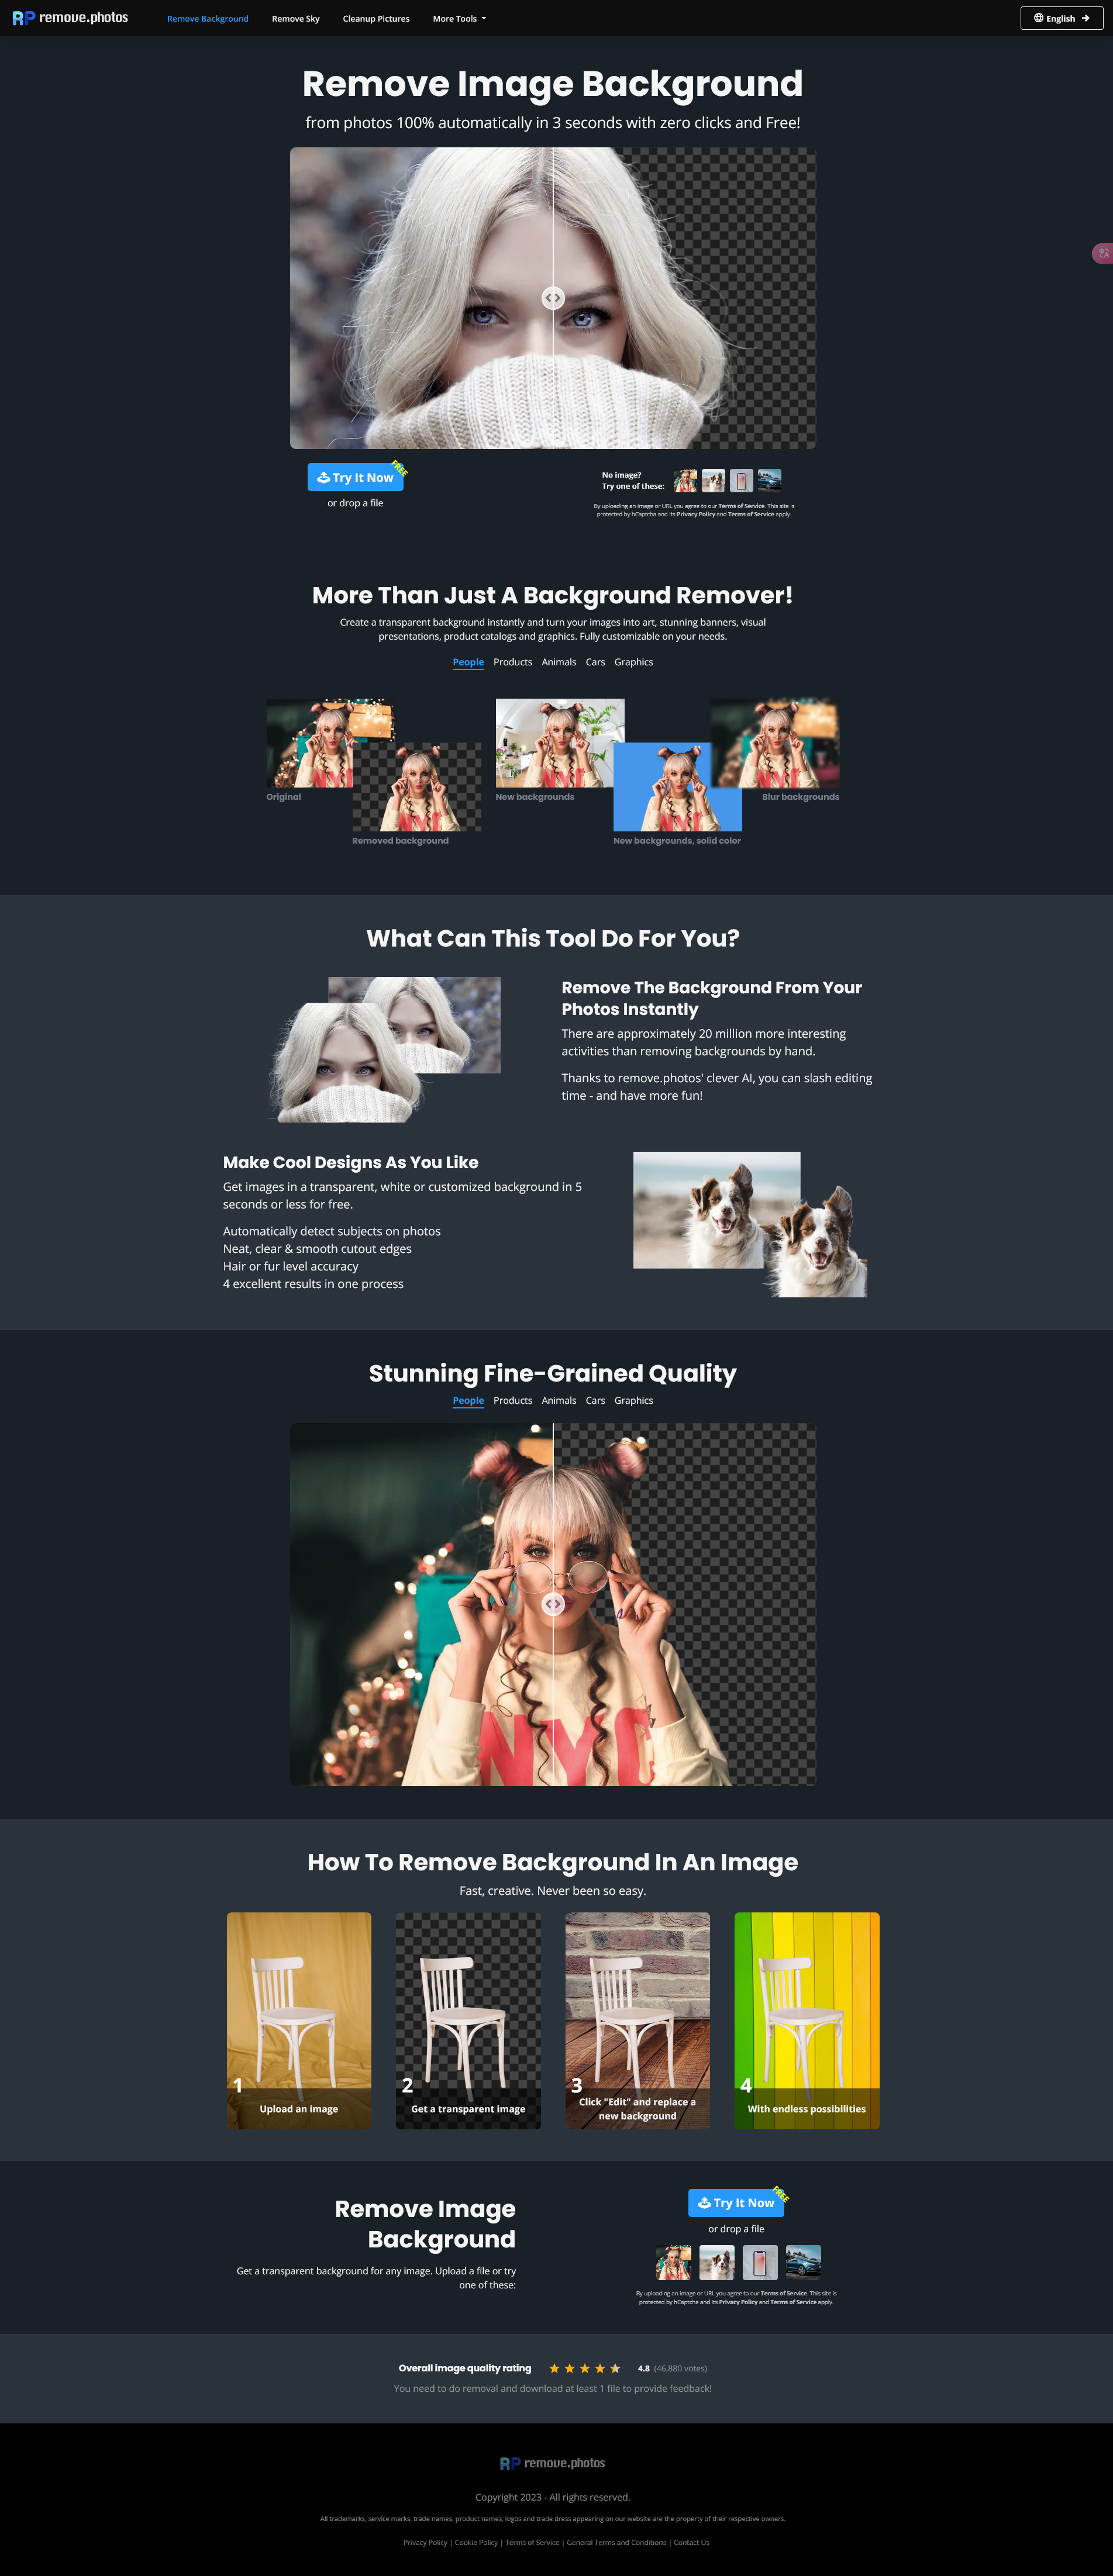 RP remove.photos
Remove Background
Remove Sky
Cleanup Pictures
More Tools
English
Remove Image Background
from photos 100% automatically in 3 seconds with zero clicks and Free!
Try It Now
FREE
or drop a file
No image?
Try one of these:
By uploading an image or URL you agree to our Terms of Service. This site is
protected by hCaptcha and its Privacy Policy and Terms of Service apply.
More Than Just A Background Remover!
Create a transparent background instantly and turn your images into art, stunning banners, visual
presentations, product catalogs and graphics. Fully customizable on your needs.
People Products Animals Cars Graphics
Original
Removed background
New backgrounds
New backgrounds, solid color
Blur backgrounds
What Can This Tool Do For You?
Remove The Background From Your
Photos Instantly
There are approximately 20 million more interesting
activities than removing backgrounds by hand.
Thanks to remove.photos' clever AI, you can slash editing
time - and have more fun!
Make Cool Designs As You Like
Get images in a transparent, white or customized background in 5
seconds or less for free.
Automatically detect subjects on photos
Neat, clear & smooth cutout edges
Hair or fur level accuracy
4 excellent results in one process
Stunning Fine-Grained Quality
People Products Animals Cars Graphics
How To Remove Background In An Image
Fast, creative. Never been so easy.
1
Upload an image
2
Get a transparent image
3
Click "Edit" and replace a
new background
4
With endless possibilities
Remove Image
Background
Get a transparent background for any image. Upload a file or try
one of these:
Try It Now
FREE
or drop a file
By uploading an image or URL you agree to our Terms of Service. This site is
protected by hCaptcha and its Privacy Policy and Terms of Service apply.
Overall image quality rating 4.8 (46,880 votes)
You need to do removal and download at least 1 file to provide feedback!
RP remove.photos
Copyright 2023 - All rights reserved.
All trademarks, service marks, trade names, product names, logos and trade dress appearing on our website are the property of their respective owners.
Privacy Policy | Cookie Policy | Terms of Service | General Terms and Conditions | Contact Us